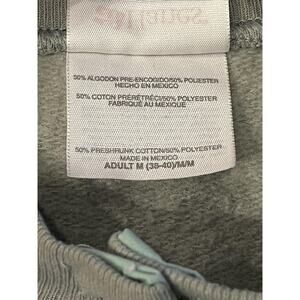 50% ALGODON PRE-ENCOGIDO/50% POLIESTER
HECHO EN MEXICO
50% COTON PRÉRÉTRÉCI/50% POLYESTER
FABRIQUÉ AU MEXIQUE
50% PRESHRUNK COTTON/50% POLYESTER
MADE IN MEXICO
ADULT M (38-40)/M/M